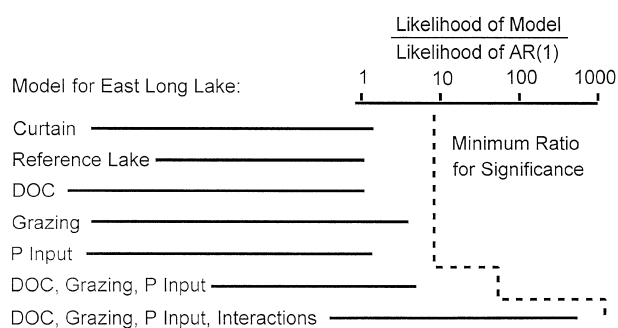 Likelihood of Model
Likelihood of AR(1)
1 10 100 1000
Model for East Long Lake:
Minimum Ratio
for Significance
Curtain
Reference Lake
DOC
Grazing
P Input
DOC, Grazing, P Input
DOC, Grazing, P Input, Interactions